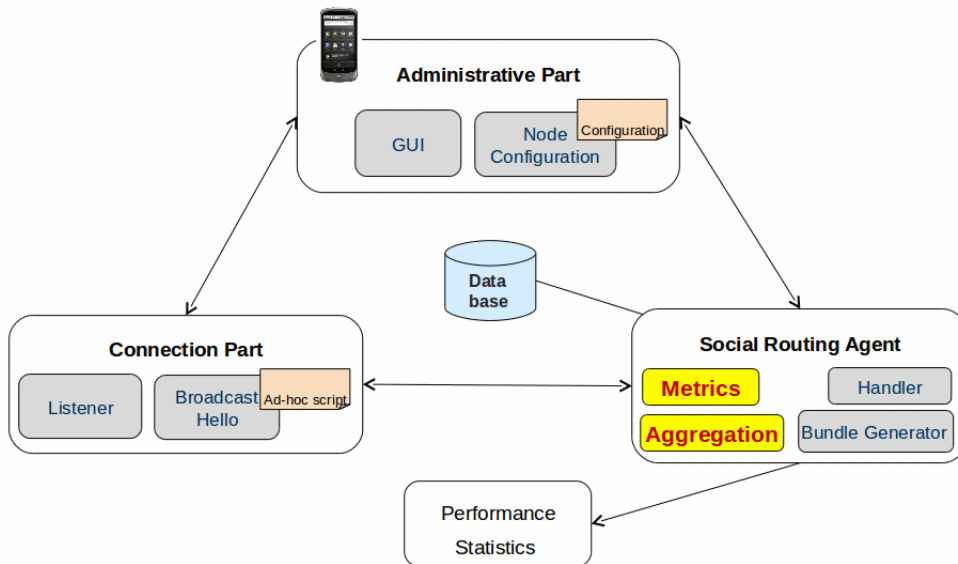 Administrative Part
GUI
Node
Configuration
Configuration
Data
base
Connection Part
Listener
Broadcast
Hello
Ad-hoc script
Social Routing Agent
Metrics
Handler
Aggregation
Bundle Generator
Performance
Statistics